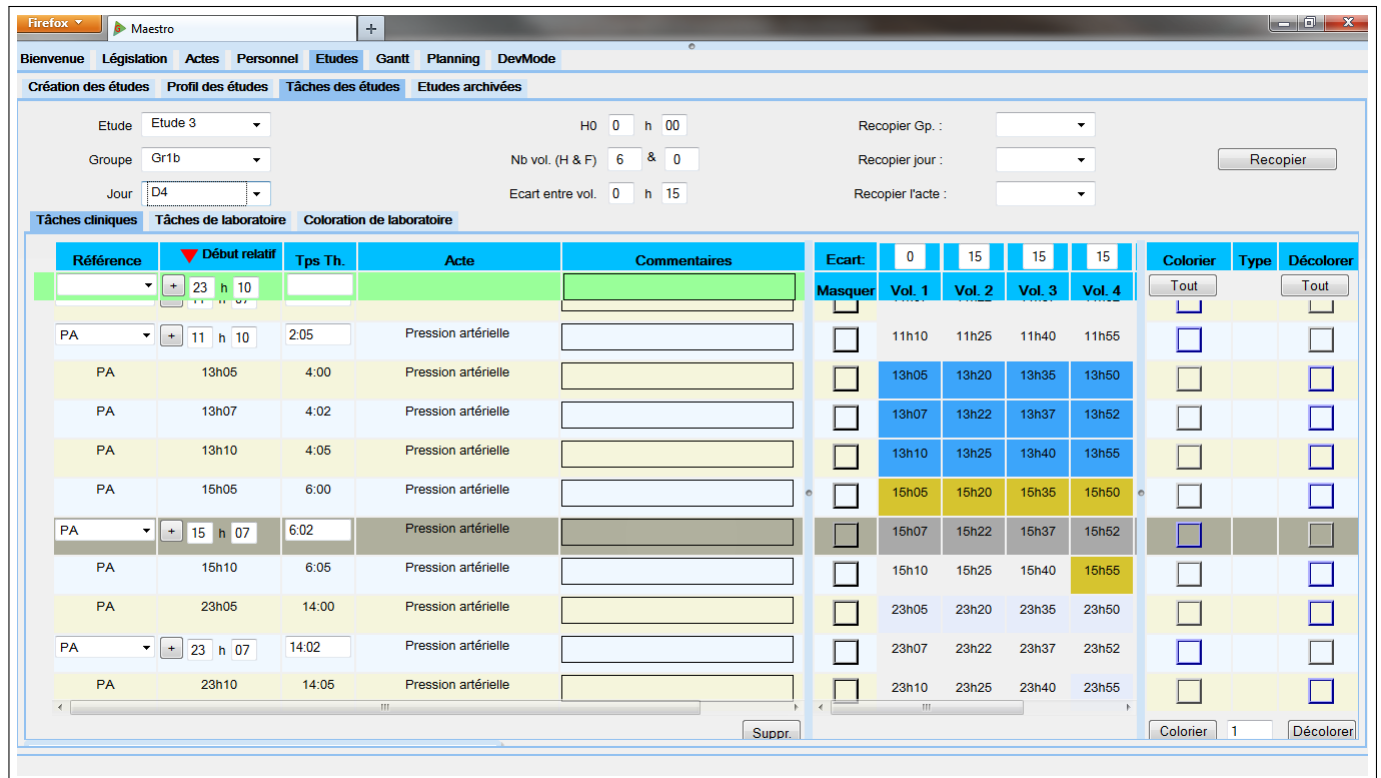 Firefox
Maestro
+
Bienvenue Législation Actes Personnel Etudes Gantt Planning DevMode
Création des études Profil des études Tâches des études Etudes archivées
Etude Etude 3 H0 0 h 00 Recopier Gp. :
Groupe Gr1b Nb vol. (H & F) 6 & 0 Recopier jour : Recopier
Jour D4 Ecart entre vol. 0 h 15 Recopier l'acte :
Tâches cliniques Tâches de laboratoire Coloration de laboratoire
Référence Début relatif Tps Th. Acte Commentaires Ecart: 0 15 15 15 Colorier Type Décolorer
+ 23 h 10 Masquer Vol. 1 Vol. 2 Vol. 3 Vol. 4 Tout Tout
PA + 11 h 10 2:05 Pression artérielle 11h10 11h25 11h40 11h55
PA 13h05 4:00 Pression artérielle 13h05 13h20 13h35 13h50
PA 13h07 4:02 Pression artérielle 13h07 13h22 13h37 13h52
PA 13h10 4:05 Pression artérielle 13h10 13h25 13h40 13h55
PA 15h05 6:00 Pression artérielle 15h05 15h20 15h35 15h50
PA + 15 h 07 6:02 Pression artérielle 15h07 15h22 15h37 15h52
PA 15h10 6:05 Pression artérielle 15h10 15h25 15h40 15h55
PA 23h05 14:00 Pression artérielle 23h05 23h20 23h35 23h50
PA + 23 h 07 14:02 Pression artérielle 23h07 23h22 23h37 23h52
PA 23h10 14:05 Pression artérielle 23h10 23h25 23h40 23h55
Suppr. Colorier 1 Décolorer